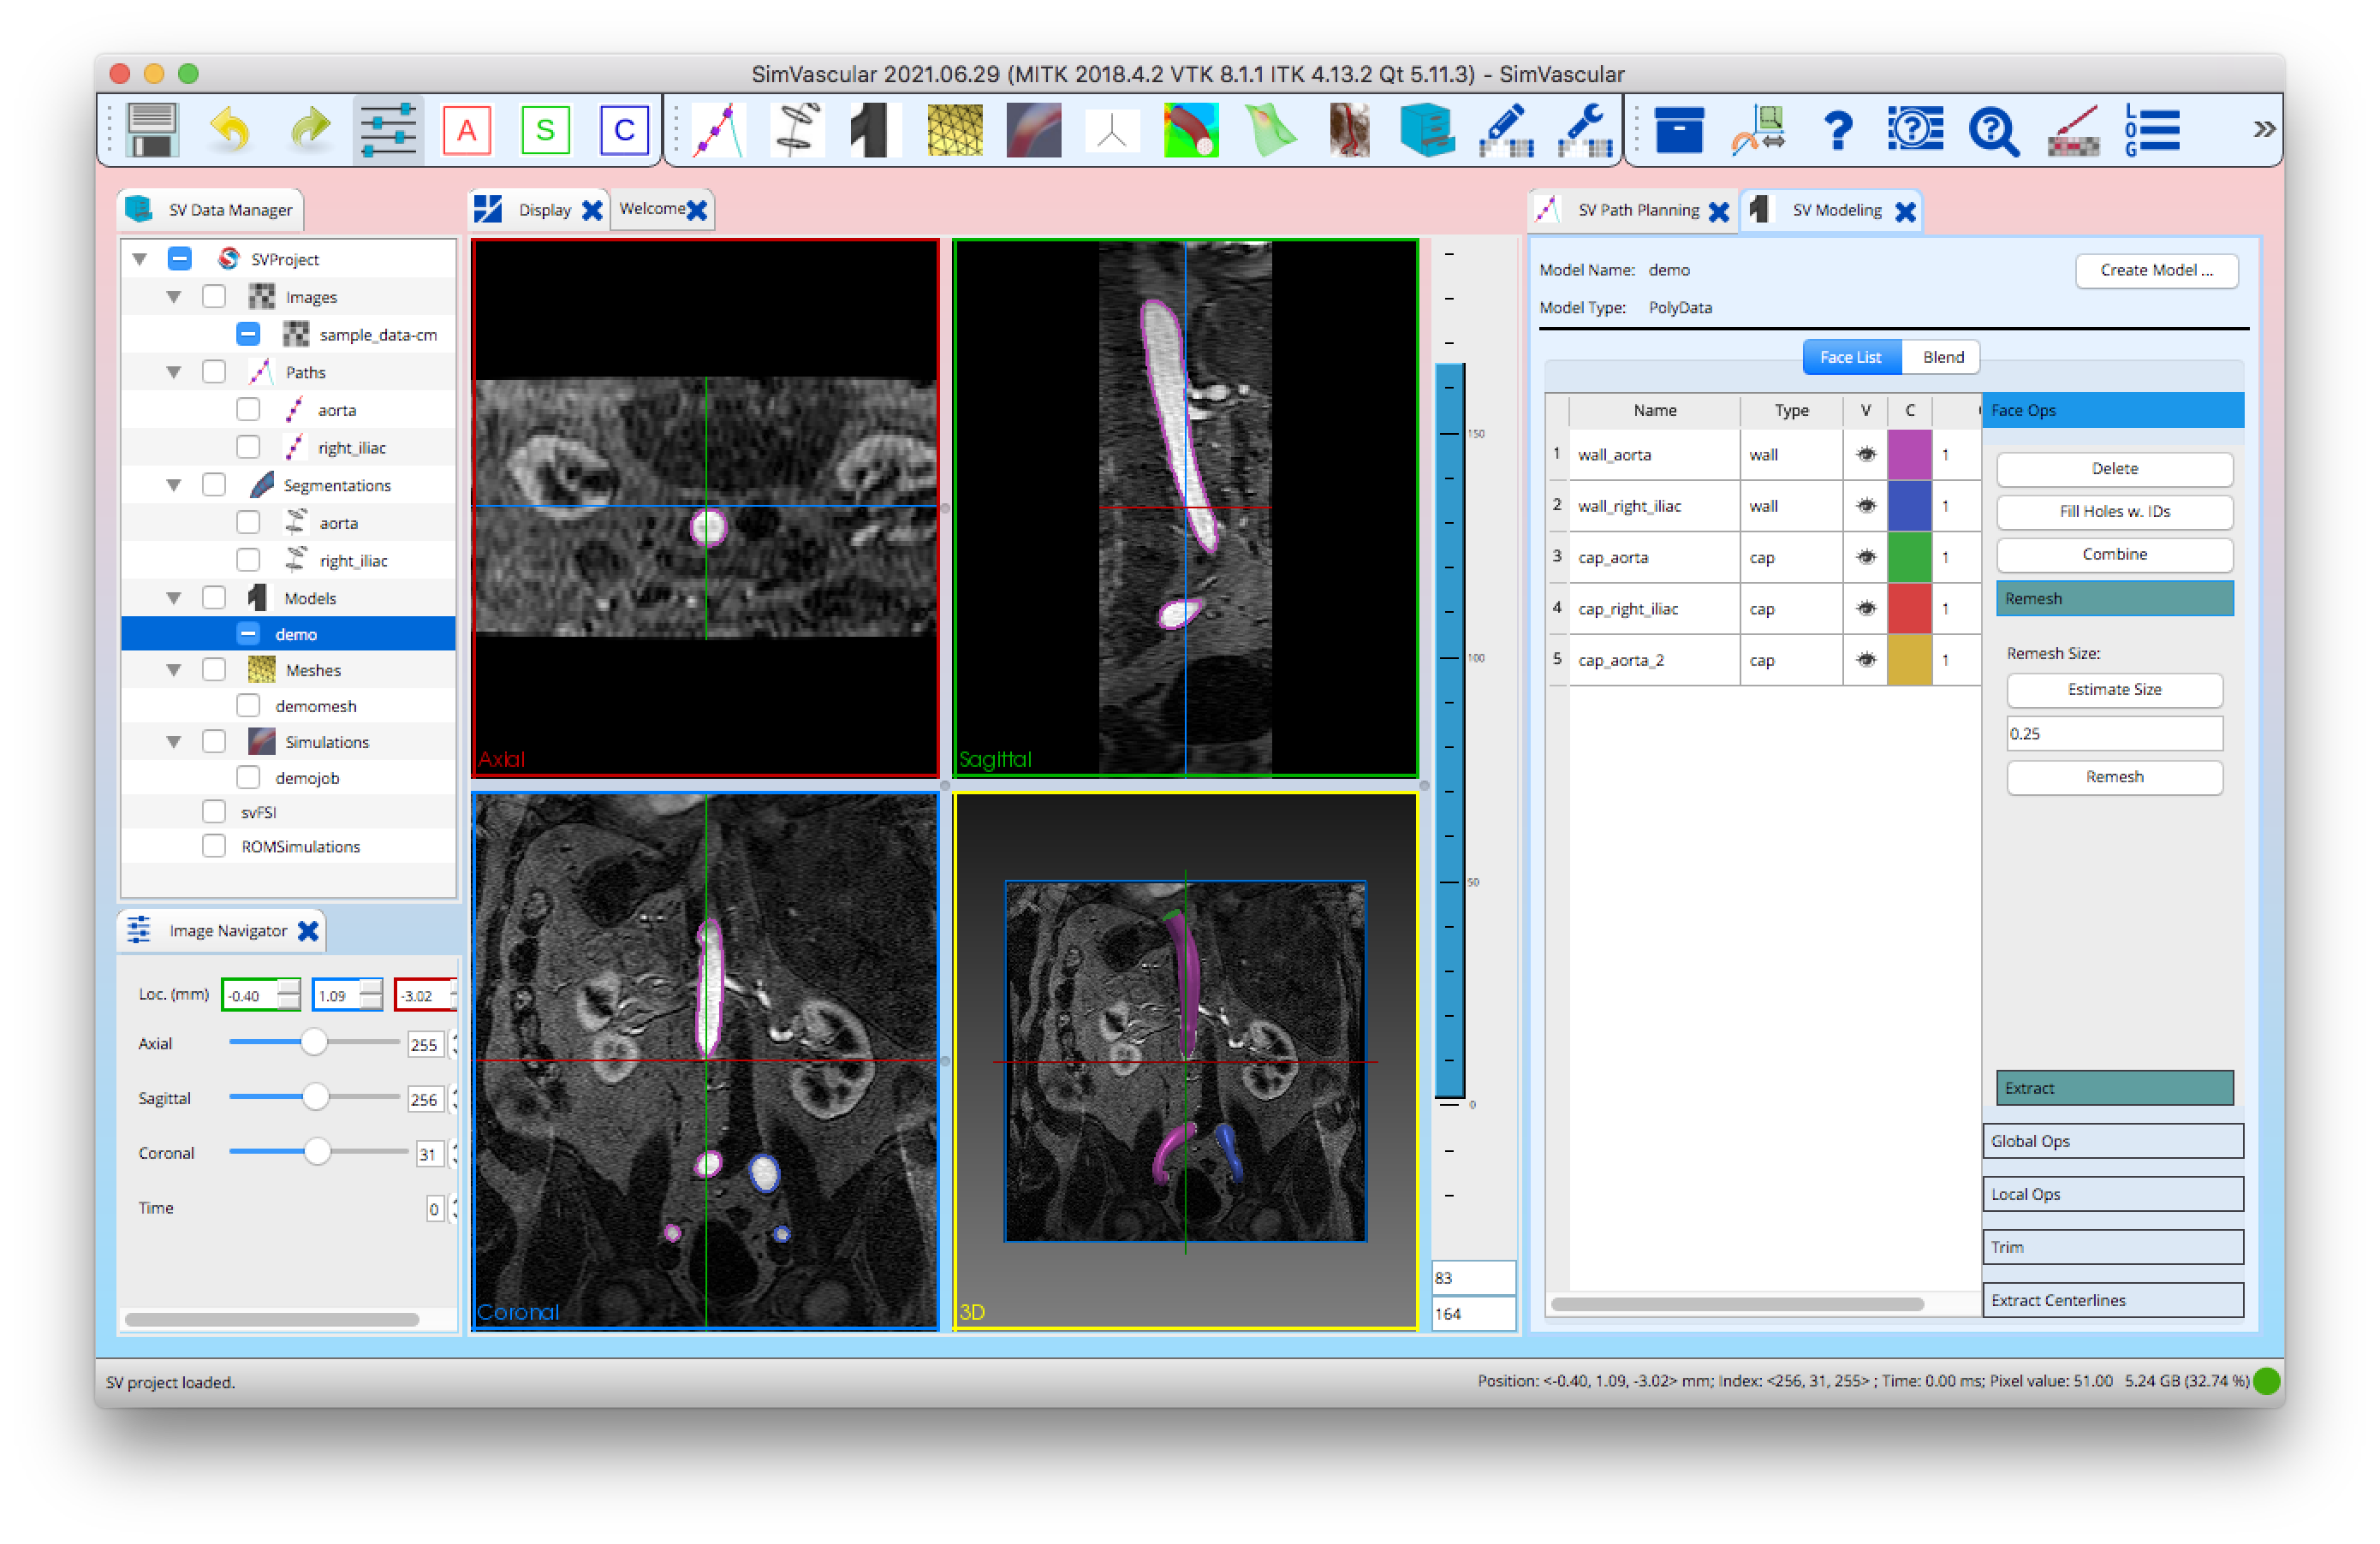 SimVascular 2021.06.29 (MITK 2018.4.2 VTK 8.1.1 ITK 4.13.2 Qt 5.11.3) - SimVascular
A S C
LOG
SV Data Manager
SVProject
Images
sample_data-cm
Paths
aorta
right_iliac
Segmentations
aorta
right_iliac
Models
demo
Meshes
demomesh
Simulations
demojob
svFSI
ROMSimulations
Image Navigator
Loc. (mm) -0.40 1.09 -3.02
Axial 255
Sagittal 256
Coronal 31
Time 0
Display Welcome
Axial
Sagittal
Coronal
3D
150
100
50
0
83
164
SV Path Planning SV Modeling
Model Name: demo Create Model ...
Model Type: PolyData
Face List Blend
Name Type V C
1 wall_aorta wall 1
2 wall_right_iliac wall 1
3 cap_aorta cap 1
4 cap_right_iliac cap 1
5 cap_aorta_2 cap 1
Face Ops
Delete
Fill Holes w. IDs
Combine
Remesh
Remesh Size:
Estimate Size
0.25
Remesh
Extract
Global Ops
Local Ops
Trim
Extract Centerlines
SV project loaded.
Position: <-0.40, 1.09, -3.02> mm; Index: <256, 31, 255> ; Time: 0.00 ms; Pixel value: 51.00 5.24 GB (32.74 %)